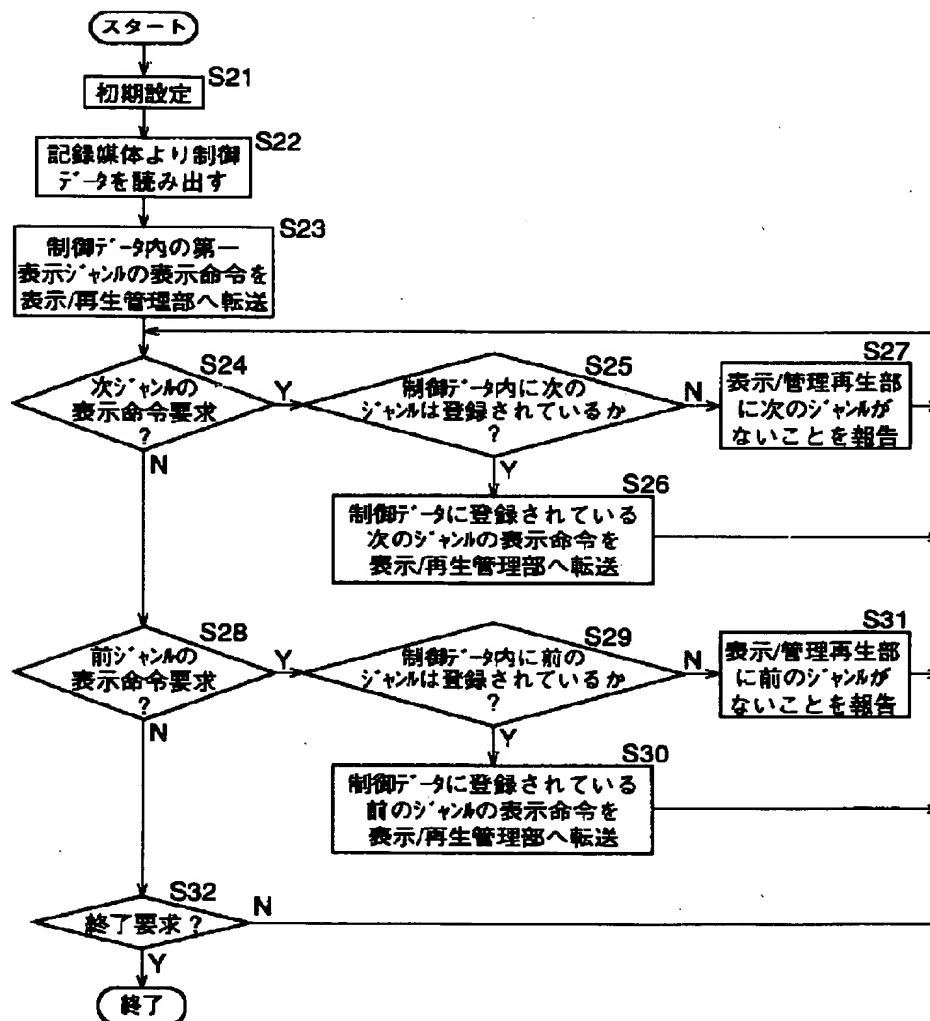 スタート
S21
初期設定
S22
記録媒体より制御
データを読み出す
S23
制御データ内の第一
表示ジャンルの表示命令を
表示/再生管理部へ転送
S24
次ジャンルの
表示命令要求
?
Y
N
S25
制御データ内に次の
ジャンルは登録されているか
?
N
Y
S27
表示/管理再生部
に次のジャンルが
ないことを報告
S26
制御データに登録されている
次のジャンルの表示命令を
表示/再生管理部へ転送
S28
前ジャンルの
表示命令要求
?
Y
N
S29
制御データ内に前の
ジャンルは登録されているか
?
N
Y
S31
表示/管理再生部
に前のジャンルが
ないことを報告
S30
制御データに登録されている
前のジャンルの表示命令を
表示/再生管理部へ転送
S32
終了要求?
N
Y
終了